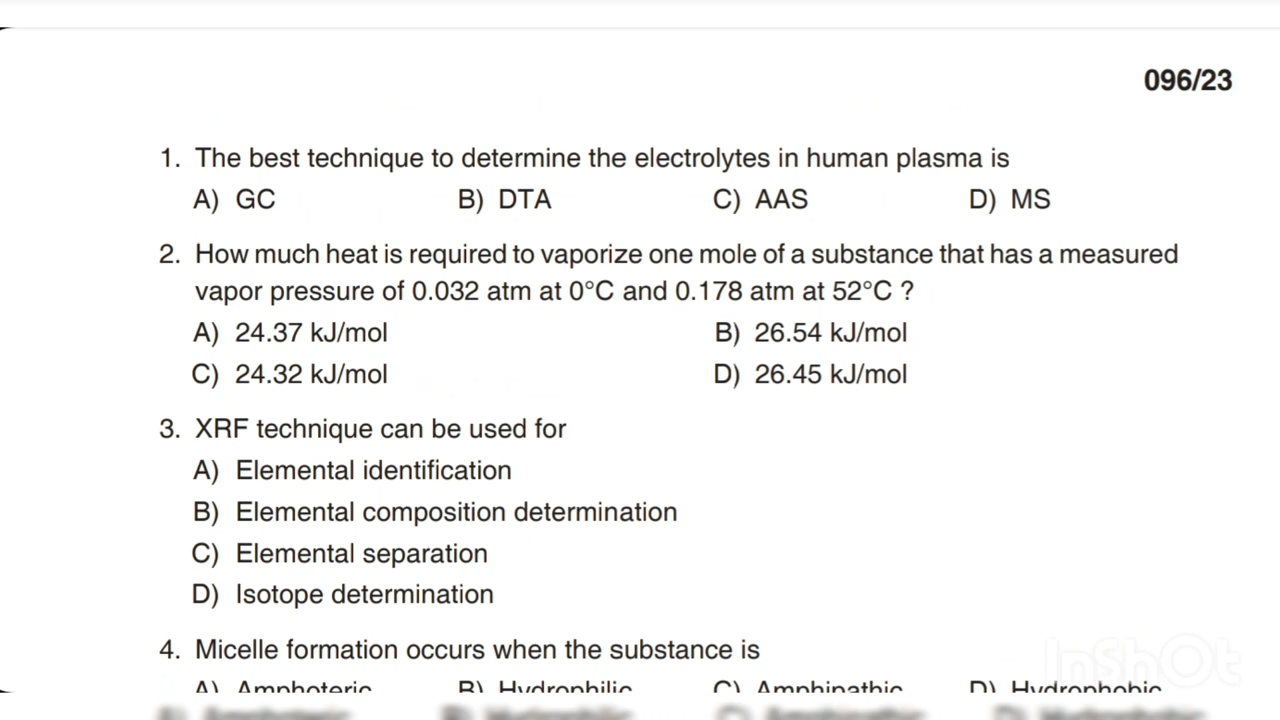 096/23
1. The best technique to determine the electrolytes in human plasma is
A) GC B) DTA C) AAS D) MS
2. How much heat is required to vaporize one mole of a substance that has a measured
vapor pressure of 0.032 atm at 0°C and 0.178 atm at 52°C ?
A) 24.37 kJ/mol B) 26.54 kJ/mol
C) 24.32 kJ/mol D) 26.45 kJ/mol
3. XRF technique can be used for
A) Elemental identification
B) Elemental composition determination
C) Elemental separation
D) Isotope determination
4. Micelle formation occurs when the substance is
A) Amphoteric B) Hydrophilic C) Amphipathic D) Hydrophobic
InShOt